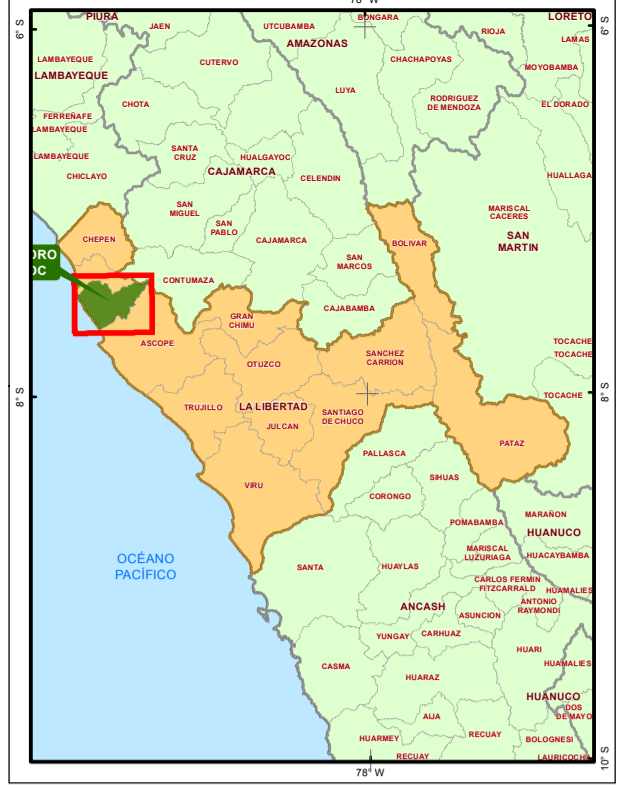 78° W
6° S
6° S
PIURA
JAEN
UTCUBAMBA
BONGARA
LORETO
RIOJA
LAMAS
AMAZONAS
LAMBAYEQUE
CUTERVO
CHACHAPOYAS
MOYOBAMBA
LAMBAYEQUE
LUYA
CHOTA
RODRIGUEZ
DE MENDOZA
EL DORADO
FERREÑAFE
LAMBAYEQUE
SANTA
CRUZ
HUALGAYOC
LAMBAYEQUE
CAJAMARCA
CHICLAYO
CELENDIN
HUALLAGA
SAN
MIGUEL
SAN
PABLO
MARISCAL
CACERES
SAN
MARTIN
CHEPEN
CAJAMARCA
BOLIVAR
ORO
OC
SAN
MARCOS
CONTUMAZA
CAJABAMBA
GRAN
CHIMU
ASCOPE
TOCACHE
TOCACHE
SANCHEZ
CARRION
OTUZCO
8° S
8° S
TOCACHE
TRUJILLO
LA LIBERTAD
SANTIAGO
DE CHUCO
JULCAN
PATAZ
PALLASCA
VIRU
SIHUAS
CORONGO
MARAÑON
POMABAMBA
HUANUCO
OCÉANO
PACÍFICO
MARISCAL
LUZURIAGA
HUACAYBAMBA
SANTA
HUAYLAS
CARLOS FERMIN
FITZCARRALD
HUAMALIES
ANTONIO
RAYMONDI
ANCASH
ASUNCION
YUNGAY
CARHUAZ
HUARI
CASMA
HUAMALIES
HUARAZ
HUANUCO
DOS
DE MAYO
AIJA
HUARMEY
RECUAY
BOLOGNESI
RECUAY
LAURICOCHA
10° S
78° W